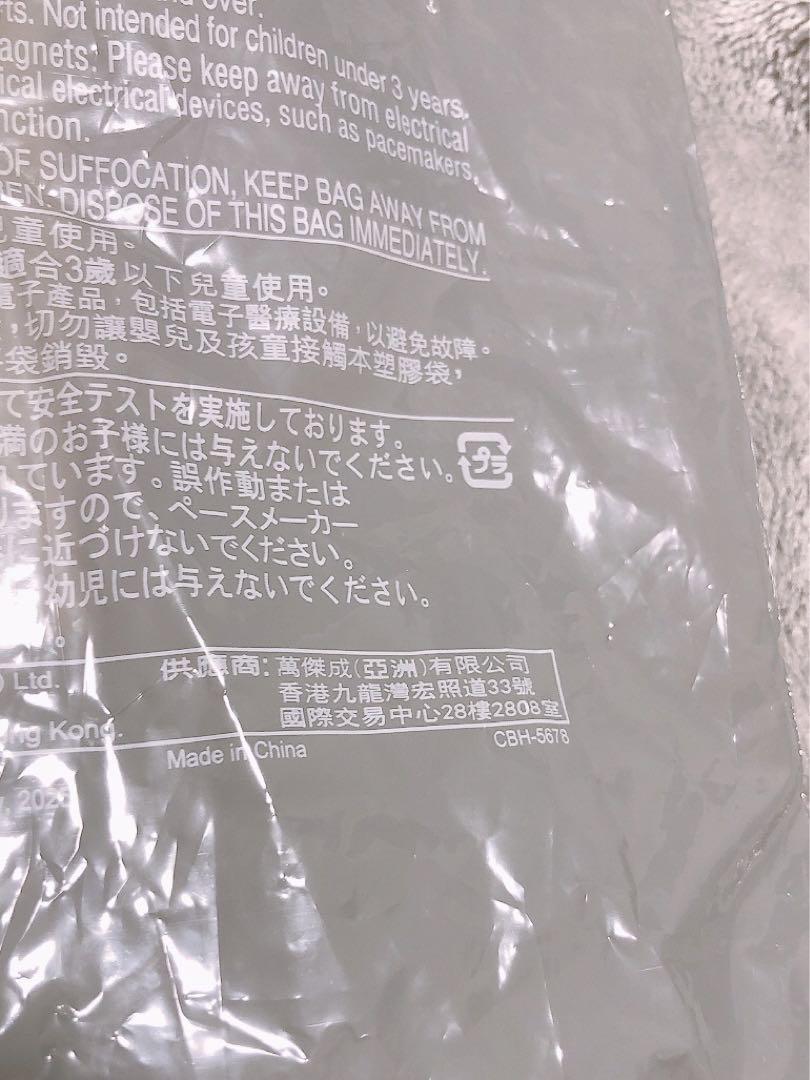 and over.
rts. Not intended for children under 3 years.
agnets: Please keep away from electrical
ical electrical devices, such as pacemakers,
nction.
OF SUFFOCATION, KEEP BAG AWAY FROM
EN. DISPOSE OF THIS BAG IMMEDIATELY.
兒童使用。
適合3歲以下兒童使用。
電子產品，包括電子醫療設備，以避免故障。
，切勿讓嬰兒及孩童接觸本塑膠袋，
袋銷毀。
て安全テストを実施しております。
満のお子様には与えないでください。
プラ
れています。誤作動または
りますので、ペースメーカー
に近づけないでください。
幼児には与えないでください。
。
) Ltd.
供應商: 萬傑成(亞洲)有限公司
香港九龍灣宏照道33號
國際交易中心28樓2808室
ng Kong.
Made in China
CBH-5678